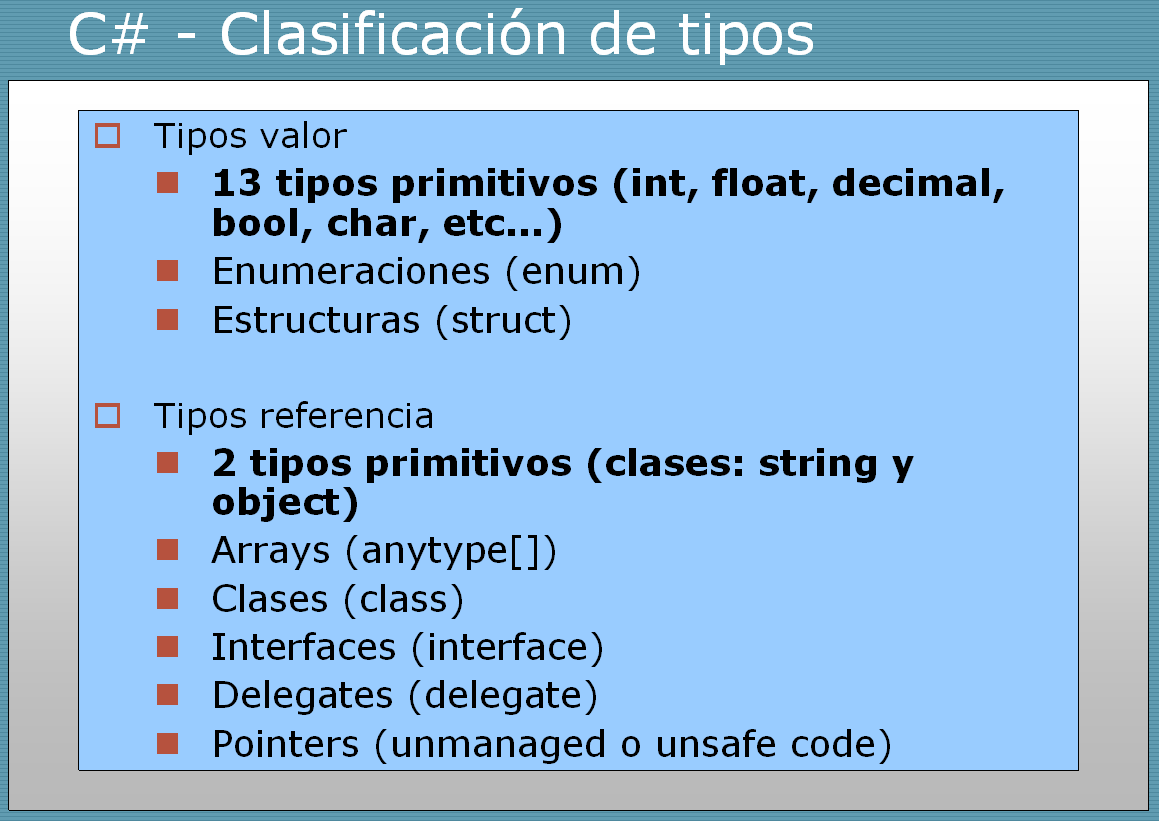 C# - Clasificación de tipos
Tipos valor
13 tipos primitivos (int, float, decimal,
bool, char, etc...)
Enumeraciones (enum)
Estructuras (struct)
Tipos referencia
2 tipos primitivos (clases: string y
object)
Arrays (anytype[])
Clases (class)
Interfaces (interface)
Delegates (delegate)
Pointers (unmanaged o unsafe code)